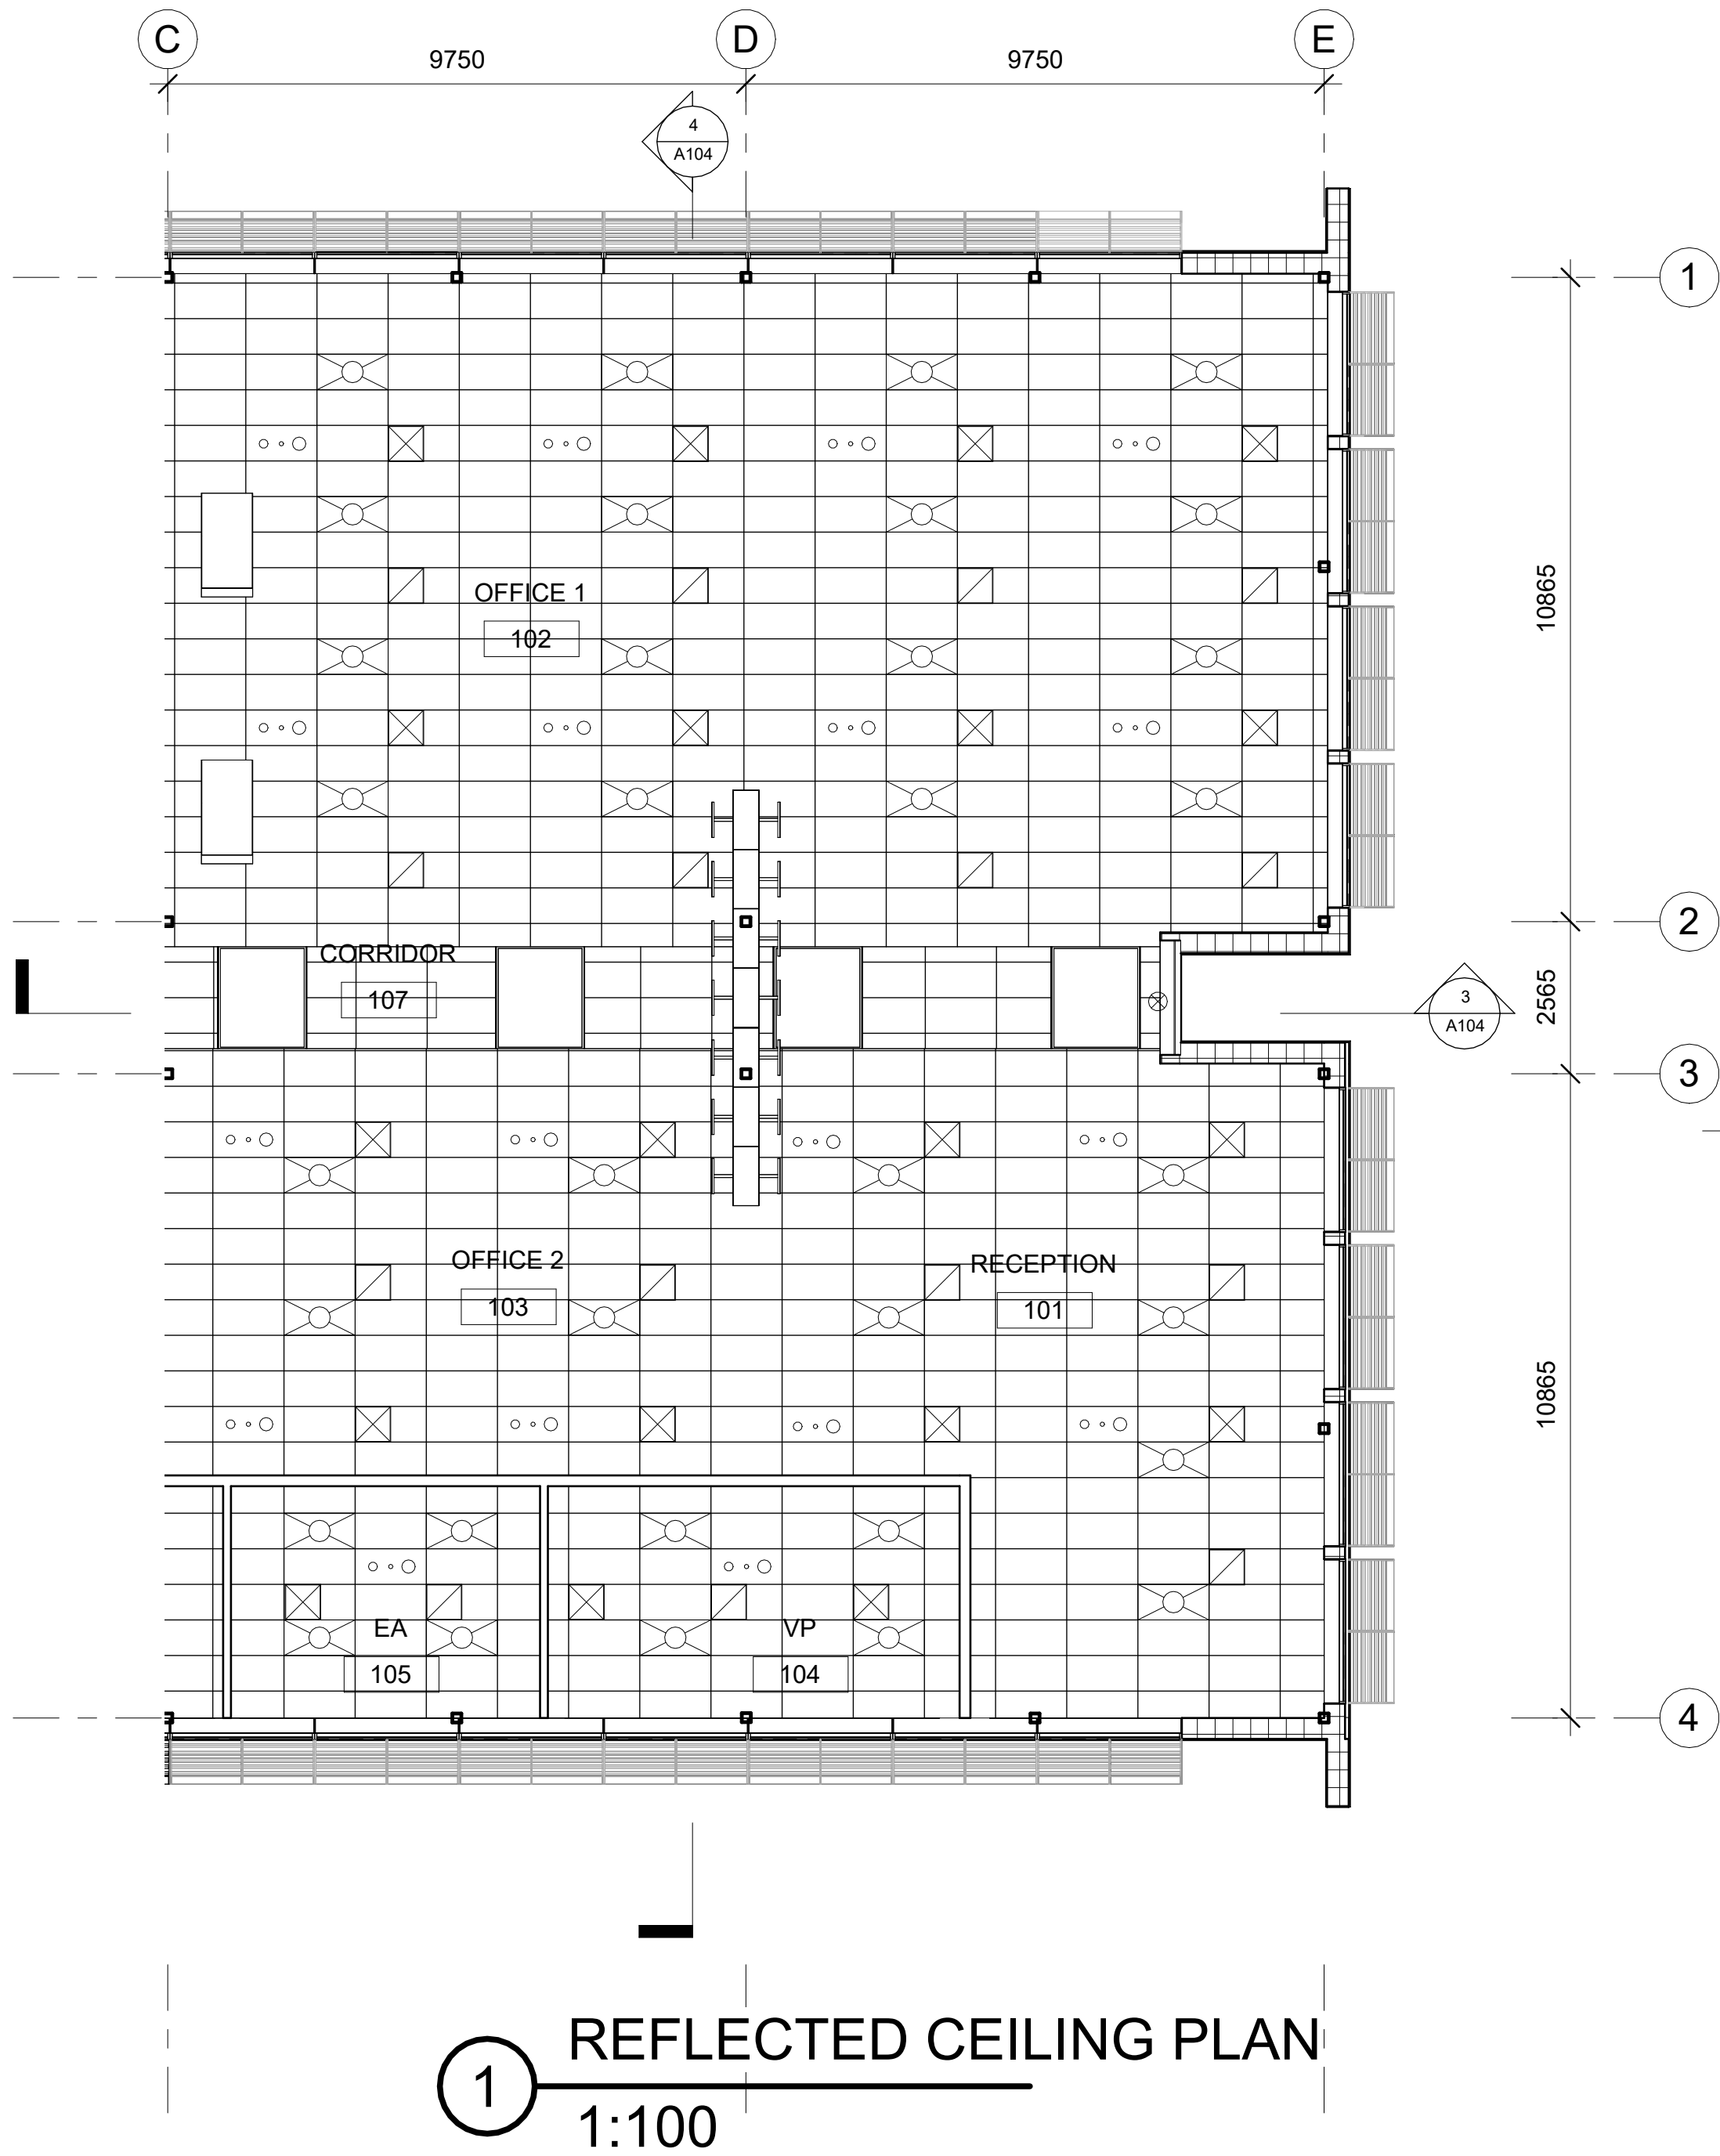 C
D
E
9750
9750
4
A104
1
10865
OFFICE 1
102
2
CORRIDOR
107
2565
3
A104
3
OFFICE 2
103
RECEPTION
101
10865
EA
105
VP
104
4
REFLECTED CEILING PLAN
1
1:100